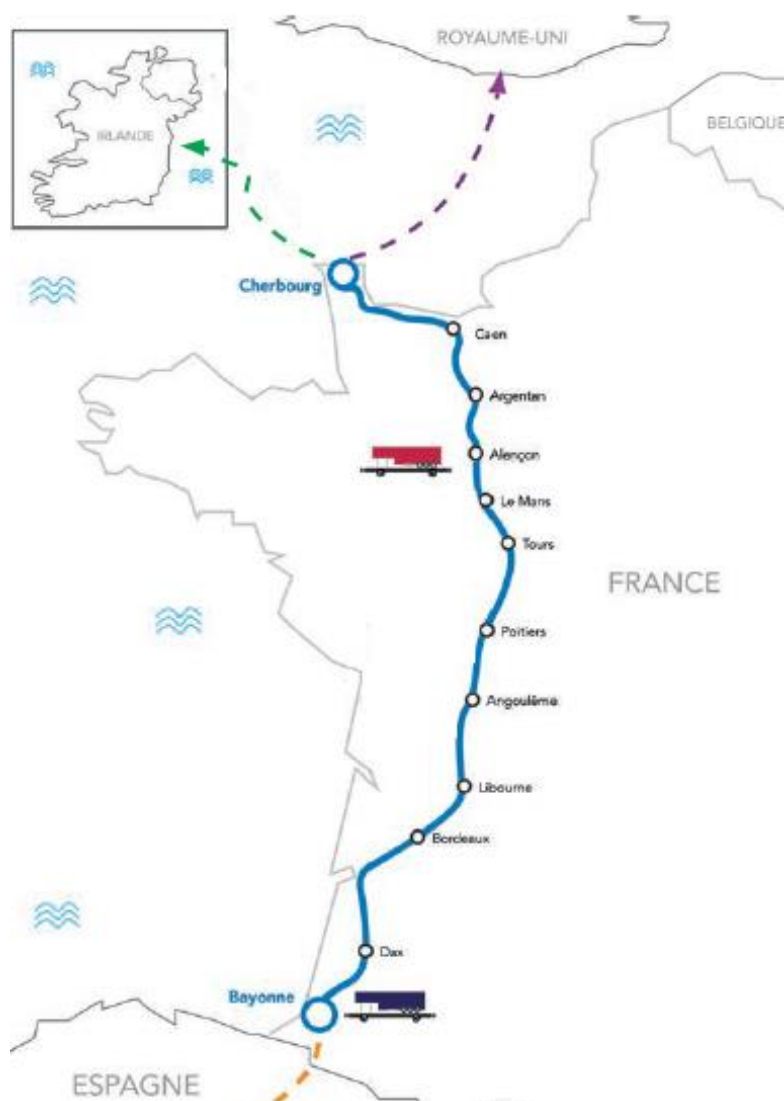 ROYAUME-UNI
BELGIQUE
IRLANDE
Cherbourg
Caen
Argentan
Alençon
Le Mans
Tours
FRANCE
Poitiers
Angoulême
Libourne
Bordeaux
Dax
Bayonne
ESPAGNE